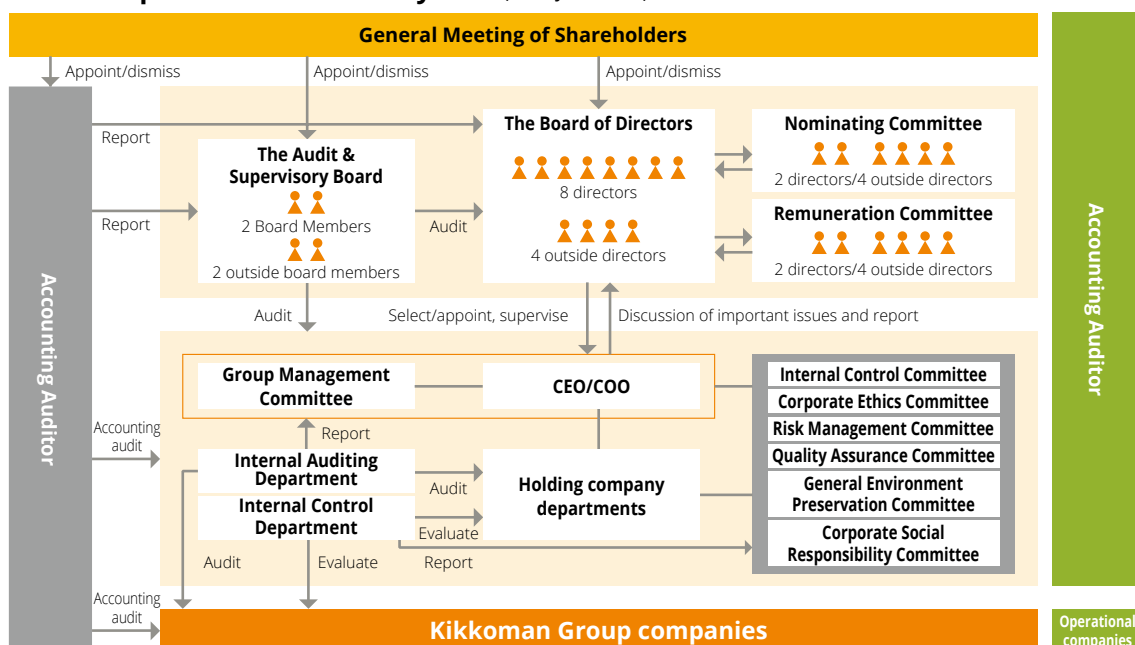 General Meeting of Shareholders
Appoint/dismiss
Appoint/dismiss
Appoint/dismiss
Report
The Board of Directors
8 directors
4 outside directors
Nominating Committee
2 directors/4 outside directors
The Audit &
Supervisory Board
2 Board Members
2 outside board members
Report
Audit
Remuneration Committee
2 directors/4 outside directors
Accounting Auditor
Accounting Auditor
Audit
Select/appoint, supervise
Discussion of important issues and report
Group Management
Committee
CEO/COO
Internal Control Committee
Corporate Ethics Committee
Risk Management Committee
Quality Assurance Committee
General Environment
Preservation Committee
Corporate Social
Responsibility Committee
Accounting
audit
Report
Internal Auditing
Department
Audit
Internal Control
Department
Evaluate
Holding company
departments
Audit
Evaluate
Report
Accounting
audit
Kikkoman Group companies
Operational
companies